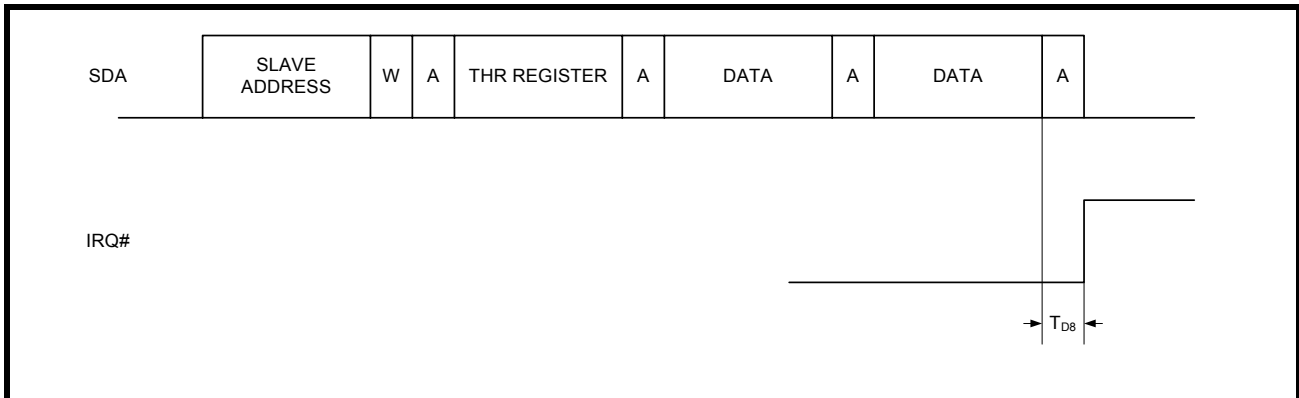 SDA
SLAVE
ADDRESS
W
A
THR REGISTER
A
DATA
A
DATA
A
IRQ#
TD8